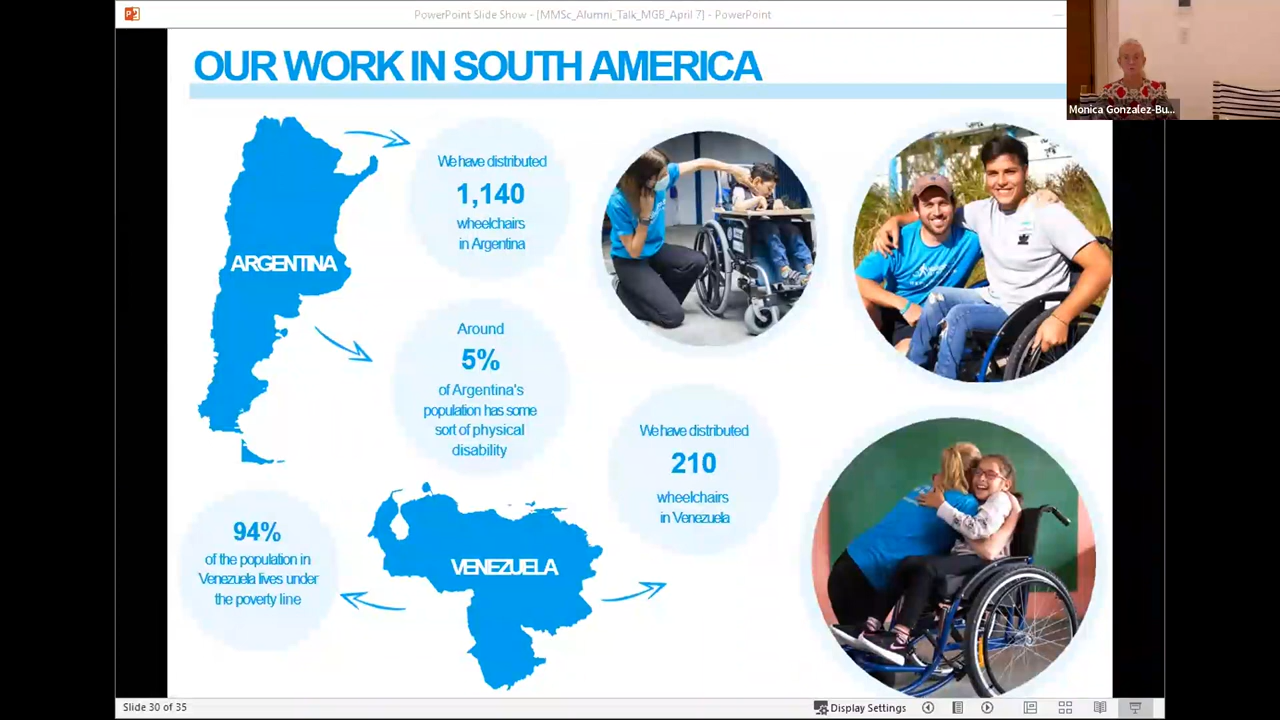 PowerPoint Slide Show - [MMSc_Alumni_Talk_MGB_April 7] - PowerPoint
OUR WORK IN SOUTH AMERICA
Monica Gonzalez-Bu...
ARGENTINA
We have distributed
1,140
wheelchairs
in Argentina
Around
5%
of Argentina's
population has some
sort of physical
disability
We have distributed
210
wheelchairs
in Venezuela
94%
of the population in
Venezuela lives under
the poverty line
VENEZUELA
Slide 30 of 35
Display Settings